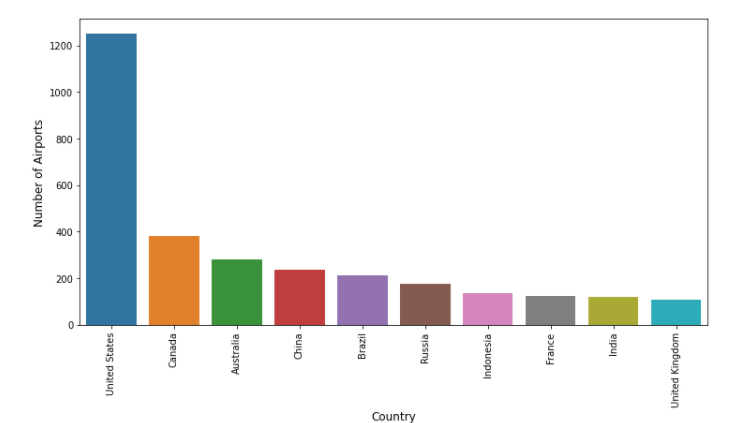 Number of Airports
1200
1000
800
600
400
200
0
United States
Canada
Australia
China
Brazil
Russia
Indonesia
France
India
United Kingdom
Country